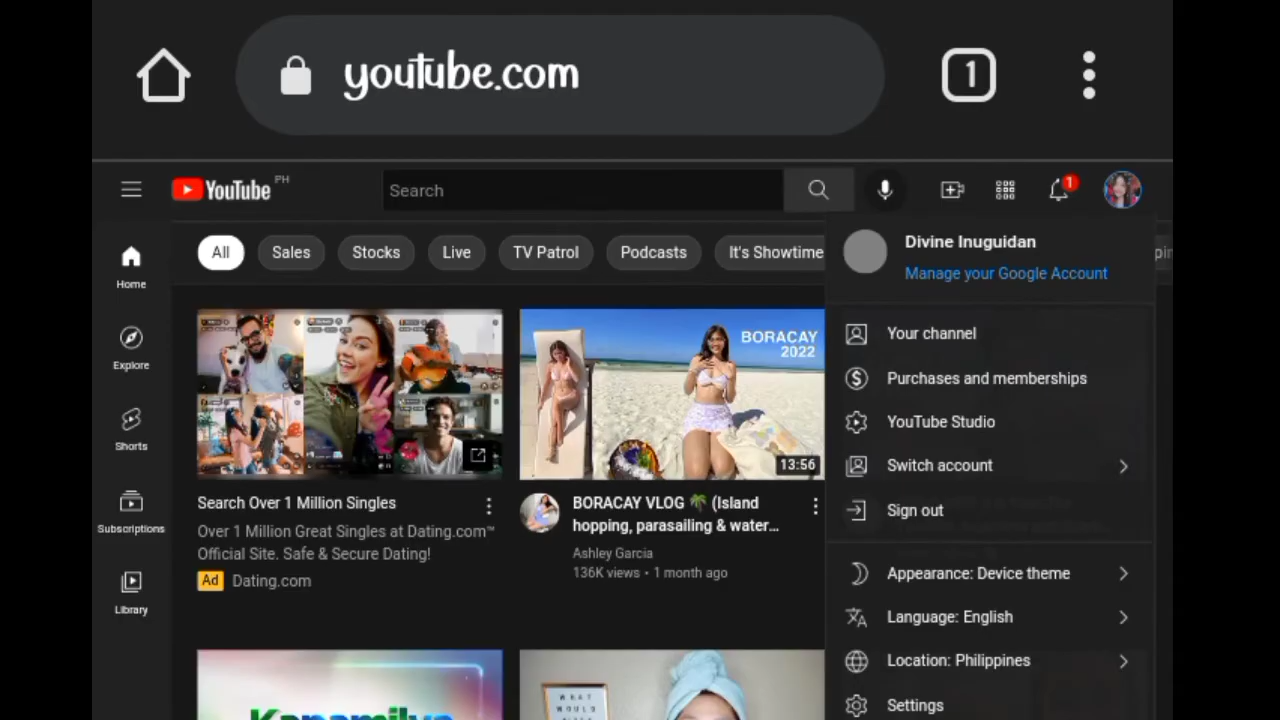 youtube.com
1
YouTube PH
Search
1
All
Sales
Stocks
Live
TV Patrol
Podcasts
It's Showtime
Home
Explore
Shorts
Subscriptions
Library
Search Over 1 Million Singles
Over 1 Million Great Singles at Dating.com™
Official Site. Safe & Secure Dating!
Ad Dating.com
BORACAY
2022
13:56
BORACAY VLOG 🌴 (Island
hopping, parasailing & water…
Ashley Garcia
136K views • 1 month ago
WHAT
WOULD
Divine Inuguidan
Manage your Google Account
Your channel
Purchases and memberships
YouTube Studio
Switch account
Sign out
Appearance: Device theme
Language: English
Location: Philippines
Settings